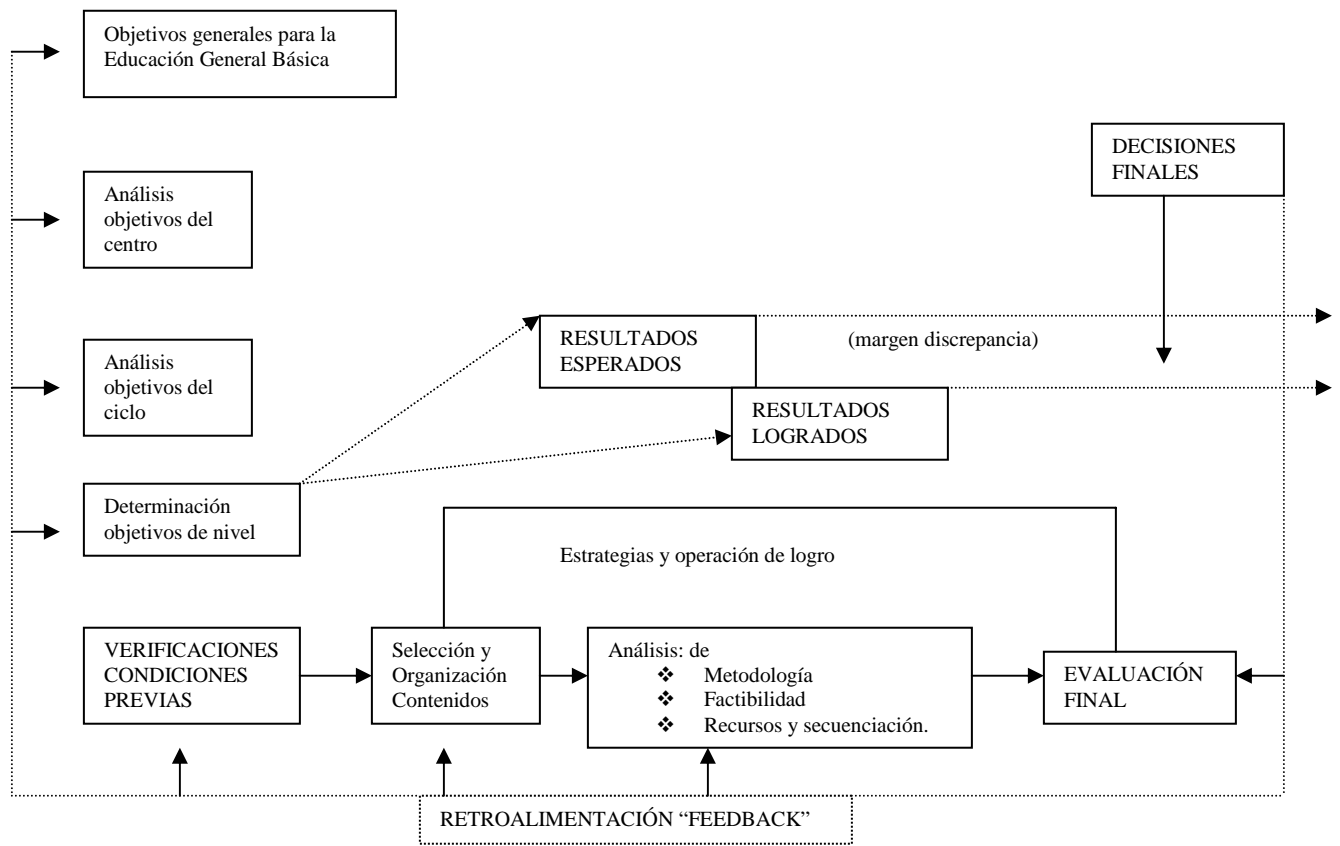 Objetivos generales para la
Educación General Básica
DECISIONES
FINALES
Análisis
objetivos del
centro
RESULTADOS
ESPERADOS
(margen discrepancia)
Análisis
objetivos del
ciclo
RESULTADOS
LOGRADOS
Determinación
objetivos de nivel
Estrategias y operación de logro
VERIFICACIONES
CONDICIONES
PREVIAS
Selección y
Organización
Contenidos
Análisis: de
❖ Metodología
❖ Factibilidad
❖ Recursos y secuenciación.
EVALUACIÓN
FINAL
RETROALIMENTACIÓN “FEEDBACK”